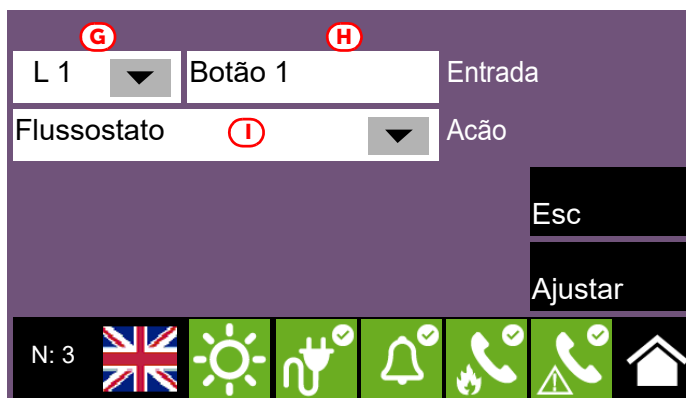 G H
L 1 Botão 1 Entrada
Flussostato I Acão
Esc
Ajustar
N: 3